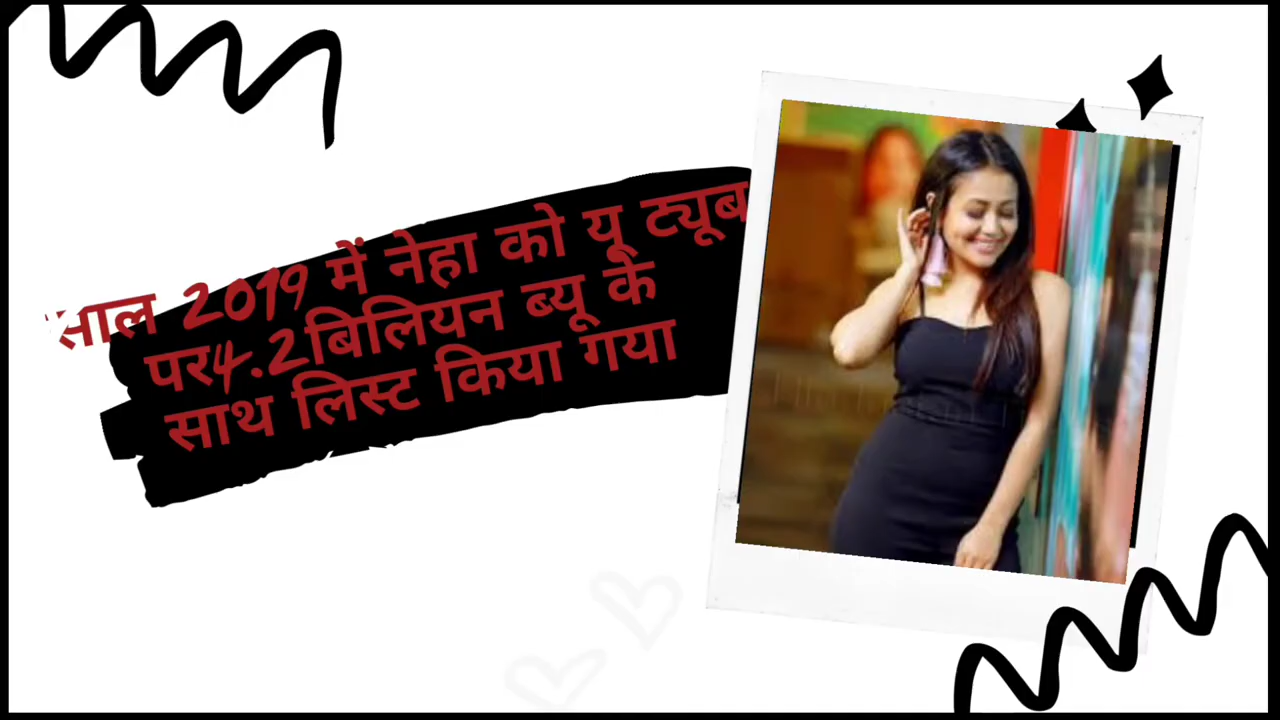 साल 2019 में नेहा को यू ट्यूब
पर4.2बिलियन ब्यू के
साथ लिस्ट किया गया